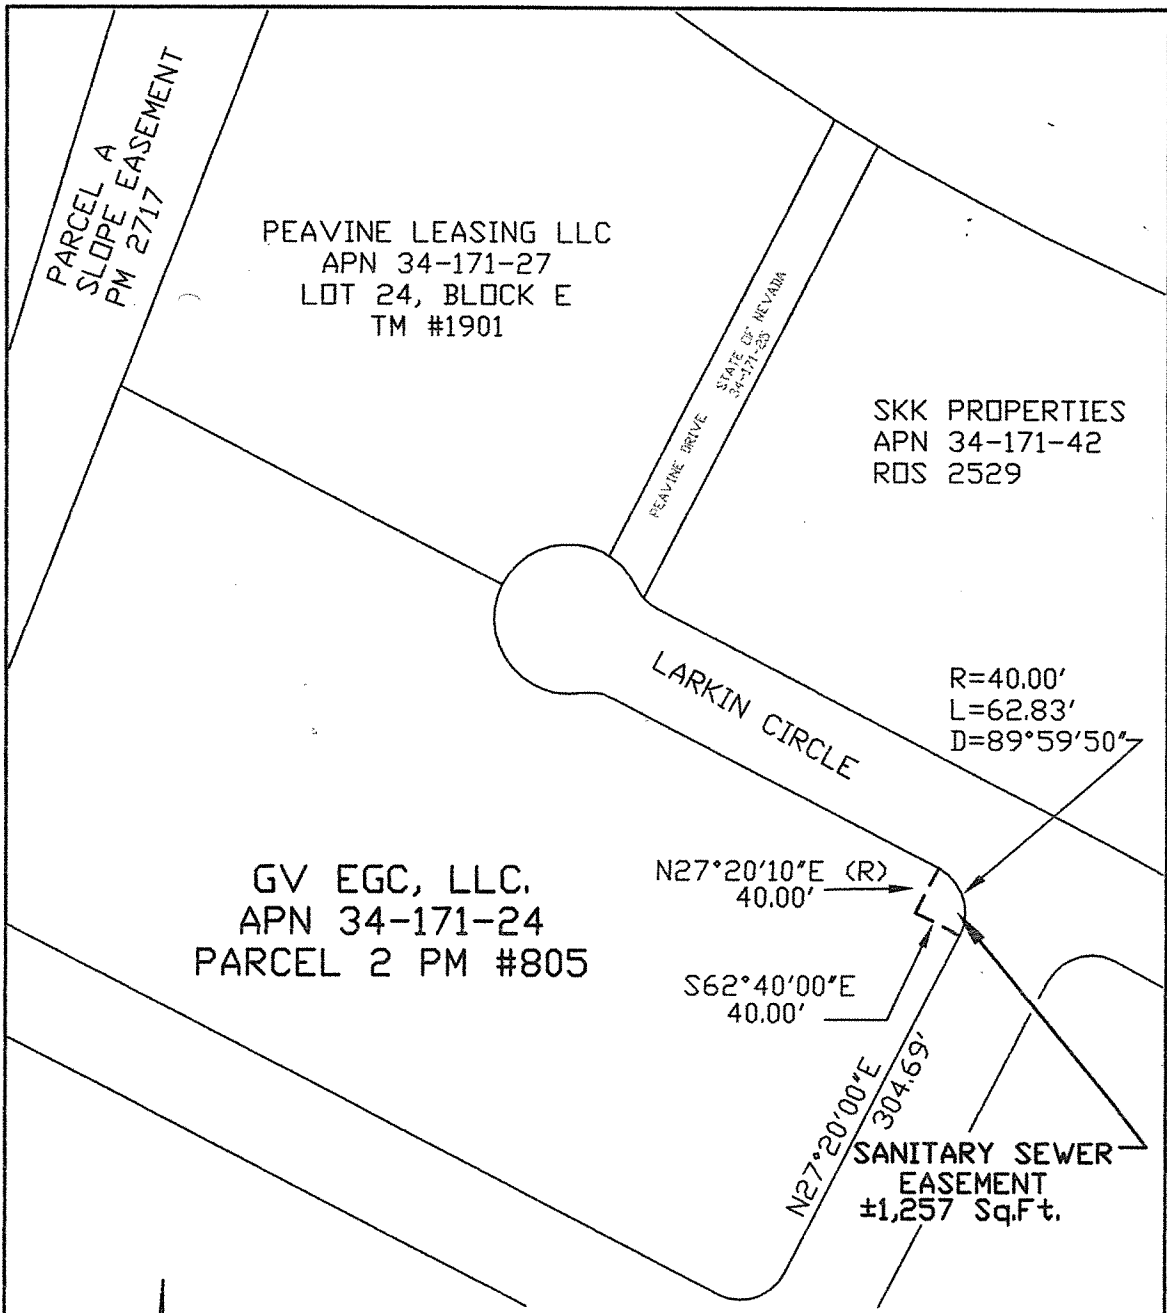 PARCEL A
SLOPE EASEMENT
PM 2717
PEAVINE LEASING LLC
APN 34-171-27
LOT 24, BLOCK E
TM #1901
PEAVINE DRIVE
STATE OF NEVADA
SKK PROPERTIES
APN 34-171-42
ROS 2529
LARKIN CIRCLE
R=40.00'
L=62.83'
D=89°59'50"
GV EGC, LLC.
APN 34-171-24
PARCEL 2 PM #805
N27°20'10"E (R)
40.00'
S62°40'00"E
40.00'
N27°20'00"E
304.69'
SANITARY SEWER
EASEMENT
±1,257 Sq.Ft.